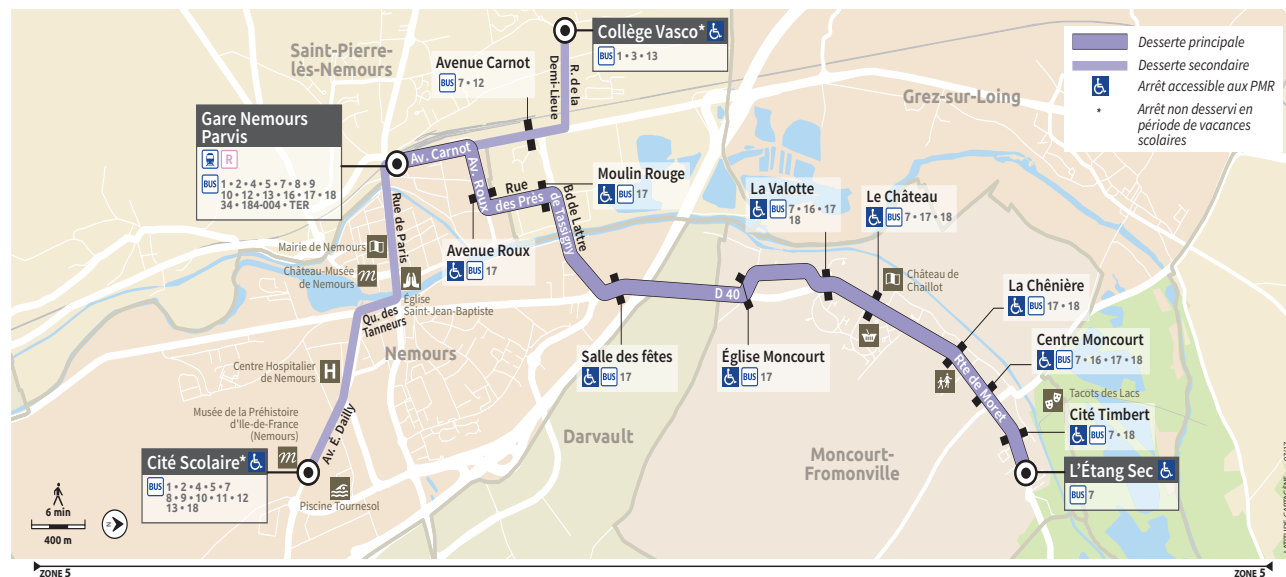 Saint-Pierre-
lès-Nemours
Collège Vasco*
BUS 1 • 3 • 13
Avenue Carnot
BUS 7 • 12
R. de la
Demi-Lieue
Desserte principale
Desserte secondaire
Arrêt accessible aux PMR
* Arrêt non desservi en
période de vacances
scolaires
Grez-sur-Loing
Gare Nemours
Parvis
R
BUS 1 • 2 • 4 • 5 • 7 • 8 • 9
10 • 12 • 13 • 16 • 17 • 18
34 • 184-004 • TER
Av. Carnot
Av. Roux
Rue
des Près
Bd de Lattre
de Tassigny
Moulin Rouge
BUS 17
La Valotte
BUS 7 • 16 • 17
18
Le Château
BUS 7 • 17 • 18
Rue de Paris
Mairie de Nemours
Château-Musée
de Nemours
Avenue Roux
BUS 17
Église
Saint-Jean-Baptiste
Qu. des
Tanneurs
D 40
Château de
Chaillot
La Chênière
BUS 17 • 18
Nemours
Salle des fêtes
BUS 17
Église Moncourt
BUS 17
Centre Moncourt
BUS 7 • 16 • 17 • 18
Rte de Moret
Centre Hospitalier
de Nemours
H
Tacots des Lacs
Musée de la Préhistoire
d'Ile-de-France
(Nemours)
Av. É. Dailly
Darvault
Cité Timbert
BUS 7 • 18
Moncourt-
Fromonville
Cité Scolaire*
BUS 1 • 2 • 4 • 5 • 7
8 • 9 • 10 • 11 • 12
13 • 18
L'Étang Sec
BUS 7
Piscine Tournesol
6 min
400 m
N
ZONE 5
ZONE 5